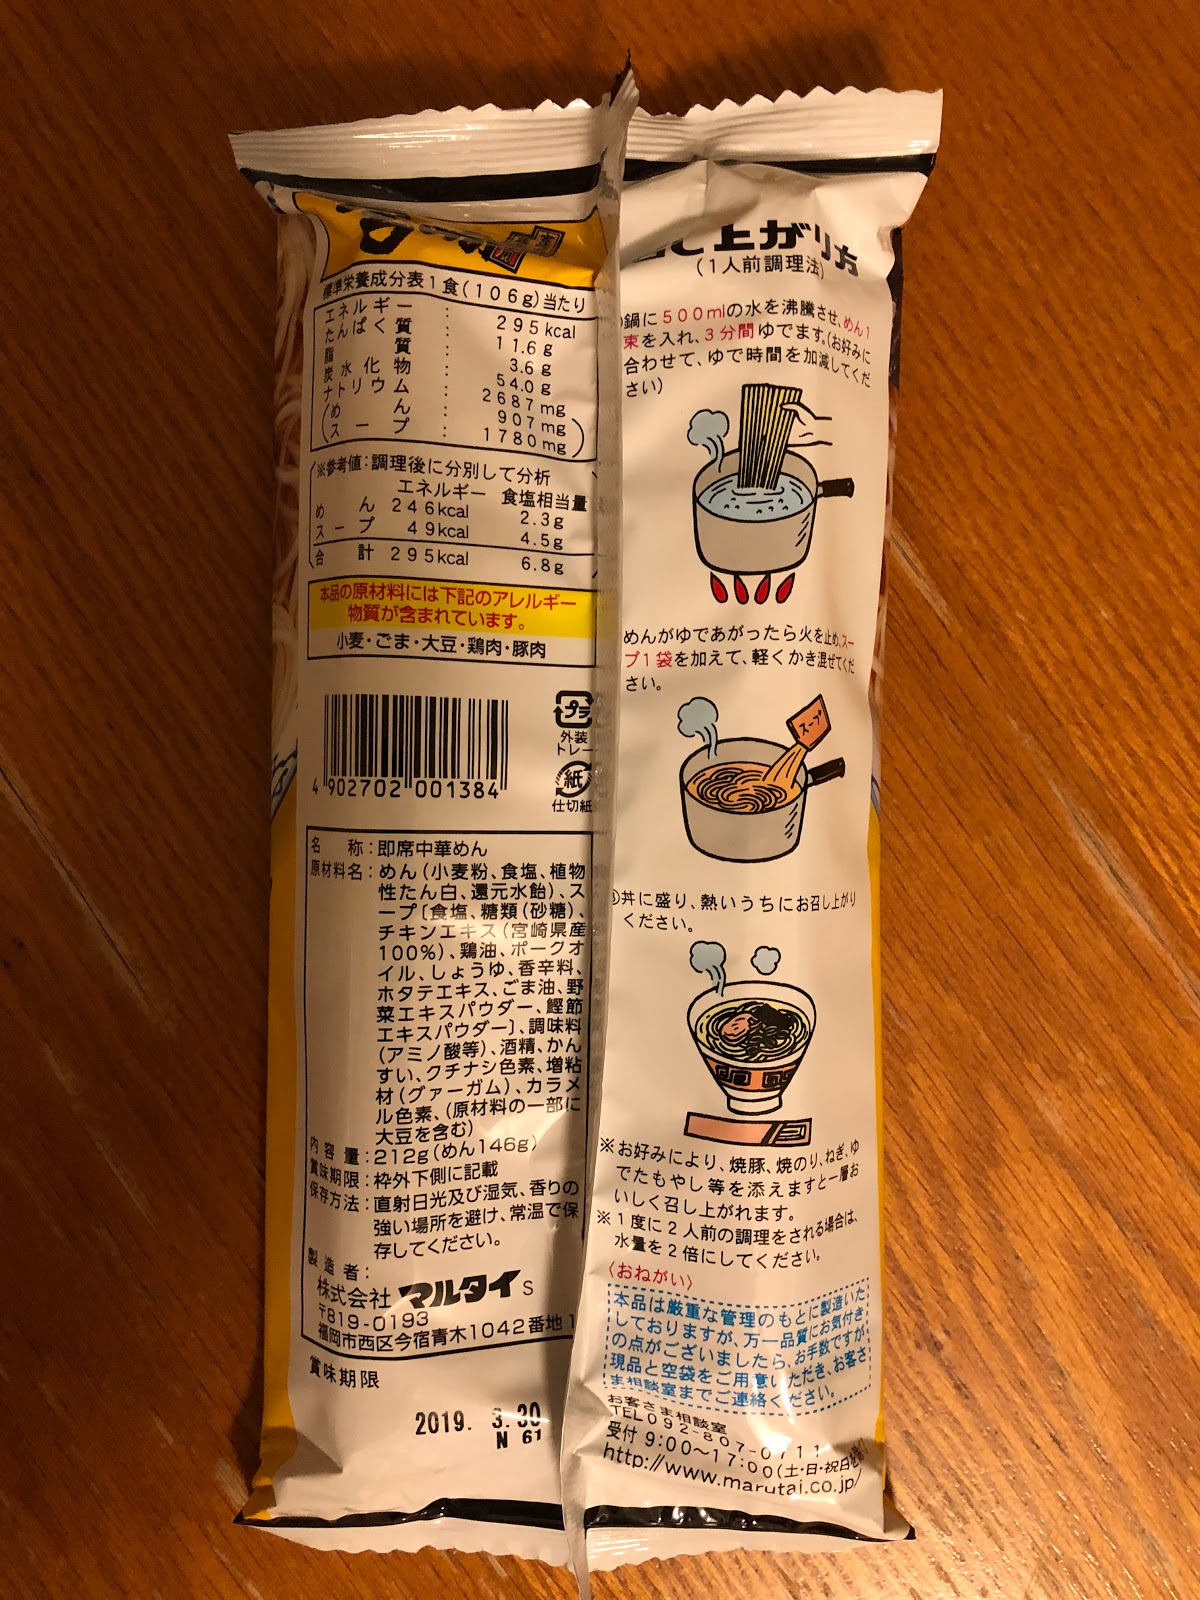 標準栄養成分表1食(106g)当たり
エネルギー : 295kcal
たんぱく質 : 11.6g
脂質 : 3.6g
炭水化物 : 54.0g
ナトリウム : 2687mg
(めん : 907mg
スープ : 1780mg)
※参考値:調理後に分別して分析
エネルギー 食塩相当量
めん 246kcal 2.3g
スープ 49kcal 4.5g
合計 295kcal 6.8g
本品の原材料には下記のアレルギー
物質が含まれています。
小麦・ごま・大豆・鶏肉・豚肉
プラ
外装
トレー
紙
仕切紙
4 902702 001384
名称:即席中華めん
原材料名:めん(小麦粉、食塩、植物
性たん白、還元水飴)、ス
ープ〔食塩、糖類(砂糖)、
チキンエキス(宮崎県産
100%)、鶏油、ポークオ
イル、しょうゆ、香辛料、
ホタテエキス、ごま油、野
菜エキスパウダー、鰹節
エキスパウダー〕、調味料
(アミノ酸等)、酒精、かん
すい、クチナシ色素、増粘
材(グァーガム)、カラメ
ル色素、(原材料の一部に
大豆を含む)
内容量:212g(めん146g)
賞味期限:枠外下側に記載
保存方法:直射日光及び湿気、香りの
強い場所を避け、常温で保
存してください。
製造者:
株式会社 マルタイ S
〒819-0193
福岡市西区今宿青木1042番地1
賞味期限
2019. 3. 30
N 61
し上がり方
(1人前調理法)
鍋に500mlの水を沸騰させ、めん1
束を入れ、3分間ゆでます。(お好みに
合わせて、ゆで時間を加減してくだ
さい)
めんがゆであがったら火を止め、スー
プ1袋を加えて、軽くかき混ぜてくだ
さい。
スープ
③丼に盛り、熱いうちにお召し上がり
ください。
※お好みにより、焼豚、焼のり、ねぎ、ゆ
でたもやし等を添えますと一層お
いしく召し上がれます。
※1度に2人前の調理をされる場合は、
水量を2倍にしてください。
〈おねがい〉
本品は厳重な管理のもとに製造いた
しておりますが、万一品質にお気付き
の点がございましたら、お手数ですが
現品と空袋をご用意いただき、お客さ
ま相談室までご連絡ください。
お客さま相談室
TEL092-807-0711
受付 9:00〜17:00(土・日・祝日を除く)
http://www.marutai.co.jp/